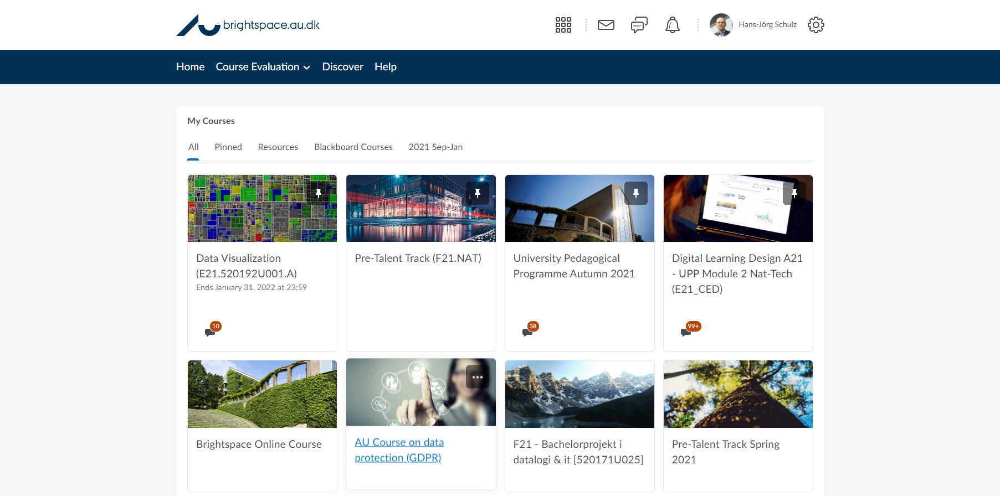 brightspace.au.dk
Hans-Jörg Schulz
Home Course Evaluation Discover Help
My Courses
All Pinned Resources Blackboard Courses 2021 Sep-Jan
Data Visualization
(E21.520192U001.A)
Ends January 31, 2022 at 23:59
10
Pre-Talent Track (F21.NAT)
University Pedagogical
Programme Autumn 2021
38
Digital Learning Design A21
- UPP Module 2 Nat-Tech
(E21_CED)
99+
Brightspace Online Course
AU Course on data
protection (GDPR)
F21 - Bachelorprojekt i
datalogi & it [520171U025]
Pre-Talent Track Spring
2021